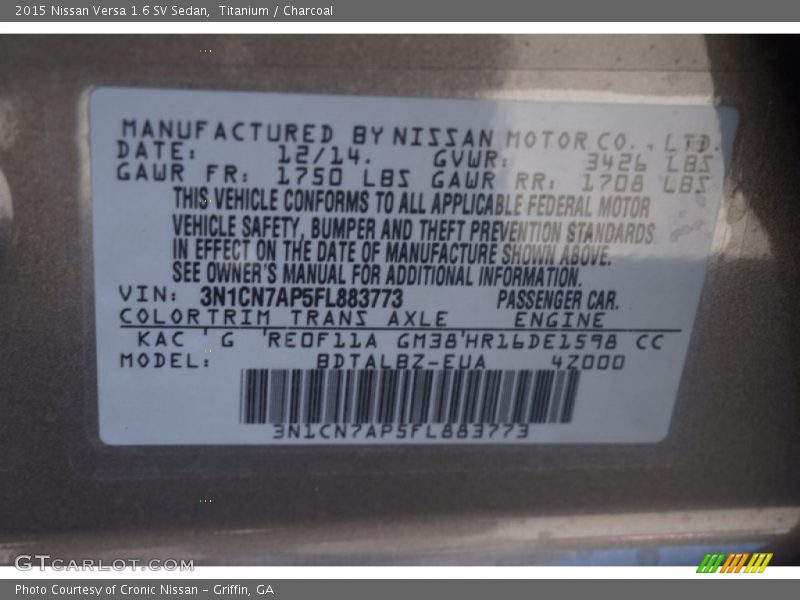 2015 Nissan Versa 1.6 SV Sedan,  Titanium / Charcoal
MANUFACTURED BY NISSAN MOTOR CO., LTD.
DATE: 12/14. GVWR: 3426 LBS
GAWR FR: 1750 LBS GAWR RR: 1708 LBS
THIS VEHICLE CONFORMS TO ALL APPLICABLE FEDERAL MOTOR
VEHICLE SAFETY, BUMPER AND THEFT PREVENTION STANDARDS
IN EFFECT ON THE DATE OF MANUFACTURE SHOWN ABOVE.
SEE OWNER'S MANUAL FOR ADDITIONAL INFORMATION.
VIN: 3N1CN7AP5FL883773 PASSENGER CAR.
COLOR TRIM TRANS AXLE ENGINE
KAC ' G 'RE0F11A GM38'HR16DE1598 CC
MODEL: BDTALBZ-EUA 4Z000
3N1CN7AP5FL883773
GTCARLOT.COM
Photo Courtesy of Cronic Nissan – Griffin, GA